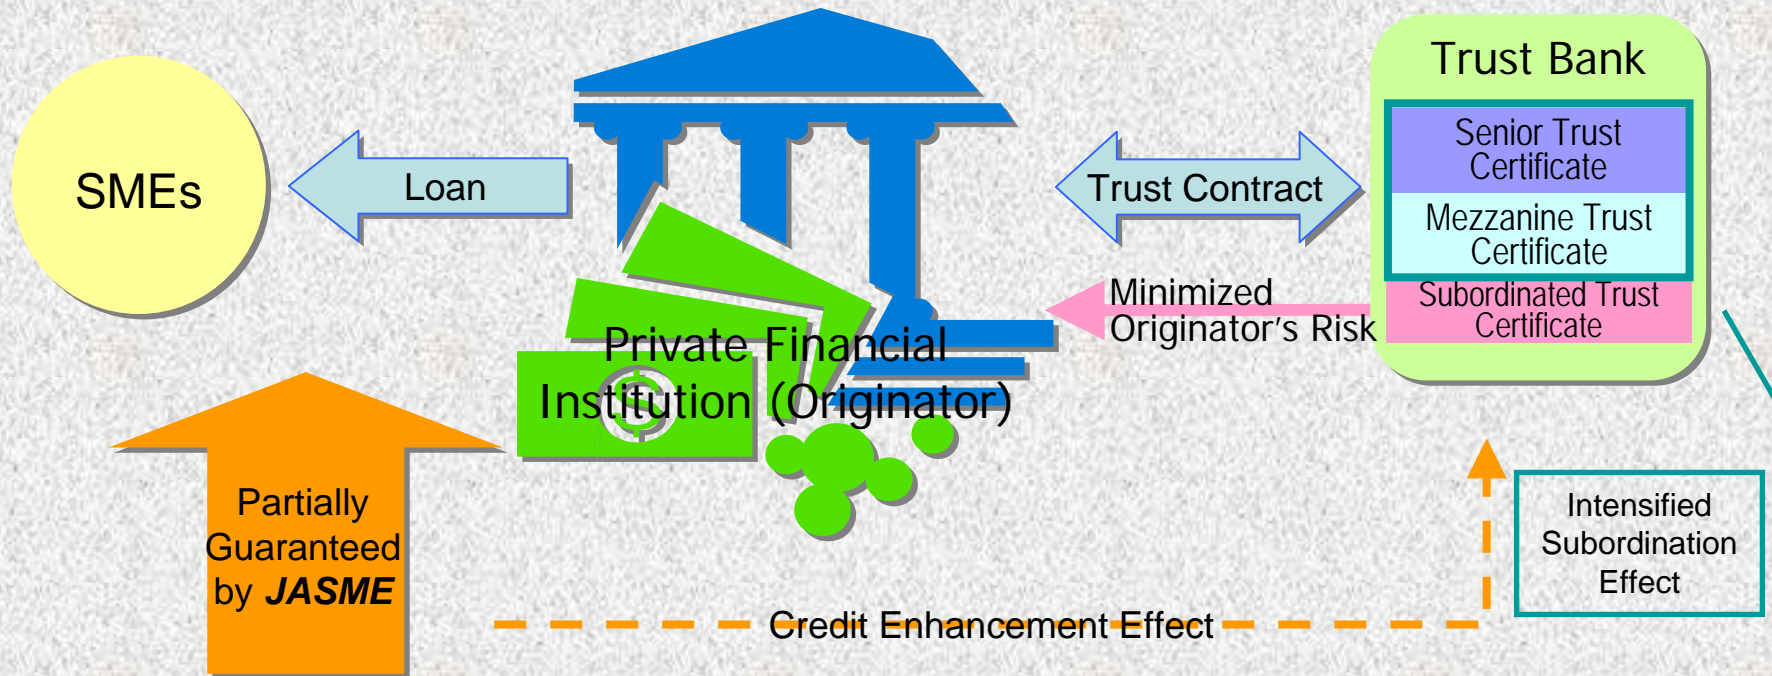 SMEs
Loan
Private Financial
Institution (Originator)
$
Trust Contract
Minimized
Originator's Risk
Trust Bank
Senior Trust
Certificate
Mezzanine Trust
Certificate
Subordinated Trust
Certificate
Partially
Guaranteed
by JASME
Credit Enhancement Effect
Intensified
Subordination
Effect